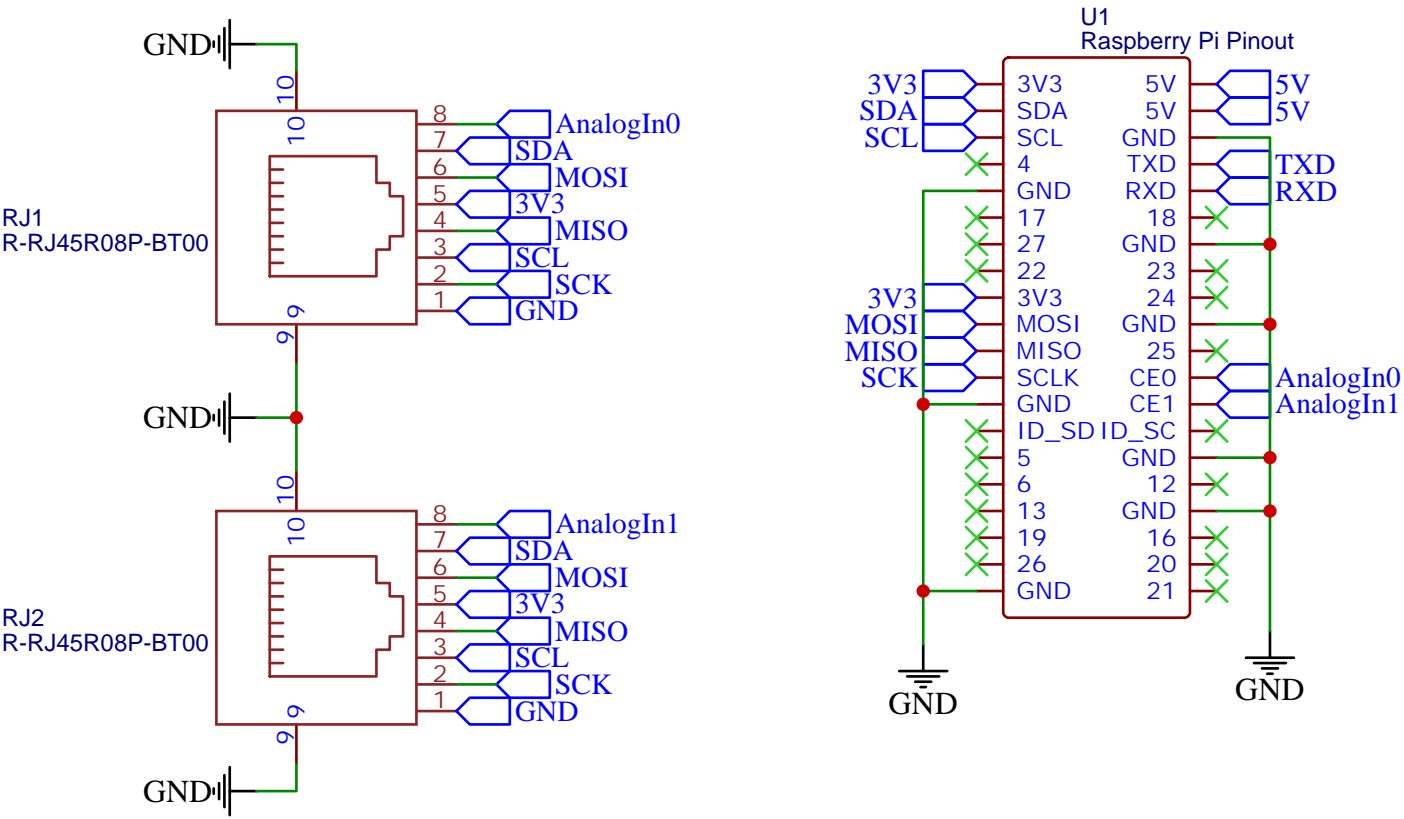 GND
10
10
8 AnalogIn0
7 SDA
6 MOSI
5 3V3
4 MISO
3 SCL
2 SCK
1 GND
RJ1
R-RJ45R08P-BT00
9
9
GND
10
10
8 AnalogIn1
7 SDA
6 MOSI
5 3V3
4 MISO
3 SCL
2 SCK
1 GND
RJ2
R-RJ45R08P-BT00
9
9
GND
U1
Raspberry Pi Pinout
3V3 3V3 5V 5V
SDA SDA 5V 5V
SCL SCL GND
4 TXD TXD
GND RXD RXD
17 18
27 GND
22 23
3V3 3V3 24
MOSI MOSI GND
MISO MISO 25
SCK SCLK CE0 AnalogIn0
GND CE1 AnalogIn1
ID_SD ID_SC
5 GND
6 12
13 GND
19 16
26 20
GND 21
GND
GND